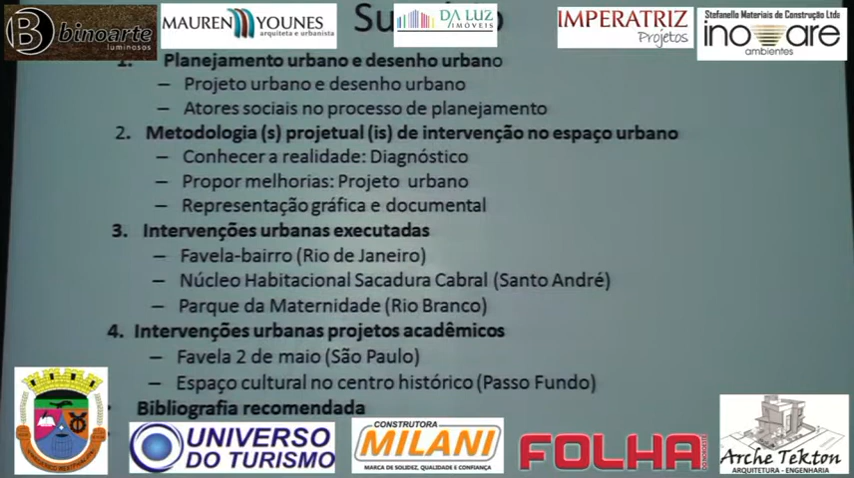 binoarte
luminosos
MAUREN YOUNES
arquiteta e urbanista
DA LUZ
IMÓVEIS
IMPERATRIZ
Projetos
Stefanello Materiais de Construção Ltda
inovare
ambientes
1. Planejamento urbano e desenho urbano
– Projeto urbano e desenho urbano
– Atores sociais no processo de planejamento
2. Metodologia (s) projetual (is) de intervenção no espaço urbano
– Conhecer a realidade: Diagnóstico
– Propor melhorias: Projeto urbano
– Representação gráfica e documental
3. Intervenções urbanas executadas
– Favela-bairro (Rio de Janeiro)
– Núcleo Habitacional Sacadura Cabral (Santo André)
– Parque da Maternidade (Rio Branco)
4. Intervenções urbanas projetos acadêmicos
– Favela 2 de maio (São Paulo)
– Espaço cultural no centro histórico (Passo Fundo)
• Bibliografia recomendada
UNIVERSO
DO TURISMO
CONSTRUTORA
MILANI
MARCA DE SOLIDEZ, QUALIDADE E CONFIANÇA
FOLHA
Arche Tekton
ARQUITETURA - ENGENHARIA